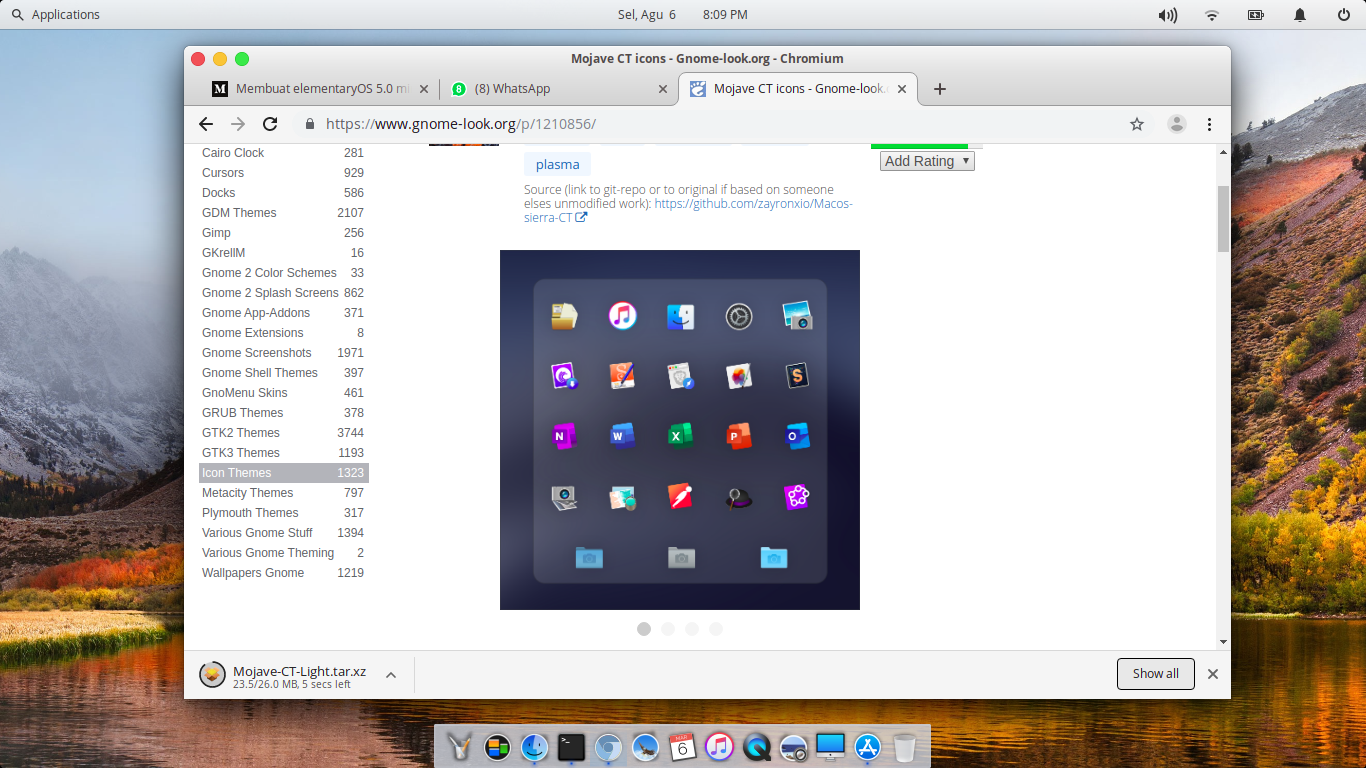 Applications
Sel, Agu 6 8:09 PM
Mojave CT icons - Gnome-look.org - Chromium
Membuat elementaryOS 5.0 mi
(8) WhatsApp
Mojave CT icons - Gnome-look.o
https://www.gnome-look.org/p/1210856/
Cairo Clock 281
Cursors 929
Docks 586
GDM Themes 2107
Gimp 256
GKrellM 16
Gnome 2 Color Schemes 33
Gnome 2 Splash Screens 862
Gnome App-Addons 371
Gnome Extensions 8
Gnome Screenshots 1971
Gnome Shell Themes 397
GnoMenu Skins 461
GRUB Themes 378
GTK2 Themes 3744
GTK3 Themes 1193
Icon Themes 1323
Metacity Themes 797
Plymouth Themes 317
Various Gnome Stuff 1394
Various Gnome Theming 2
Wallpapers Gnome 1219
plasma
Source (link to git-repo or to original if based on someone
elses unmodified work): https://github.com/zayronxio/Macos-
sierra-CT
Add Rating
S
N W X P O
Mojave-CT-Light.tar.xz
23.5/26.0 MB, 5 secs left
Show all
MAR
6